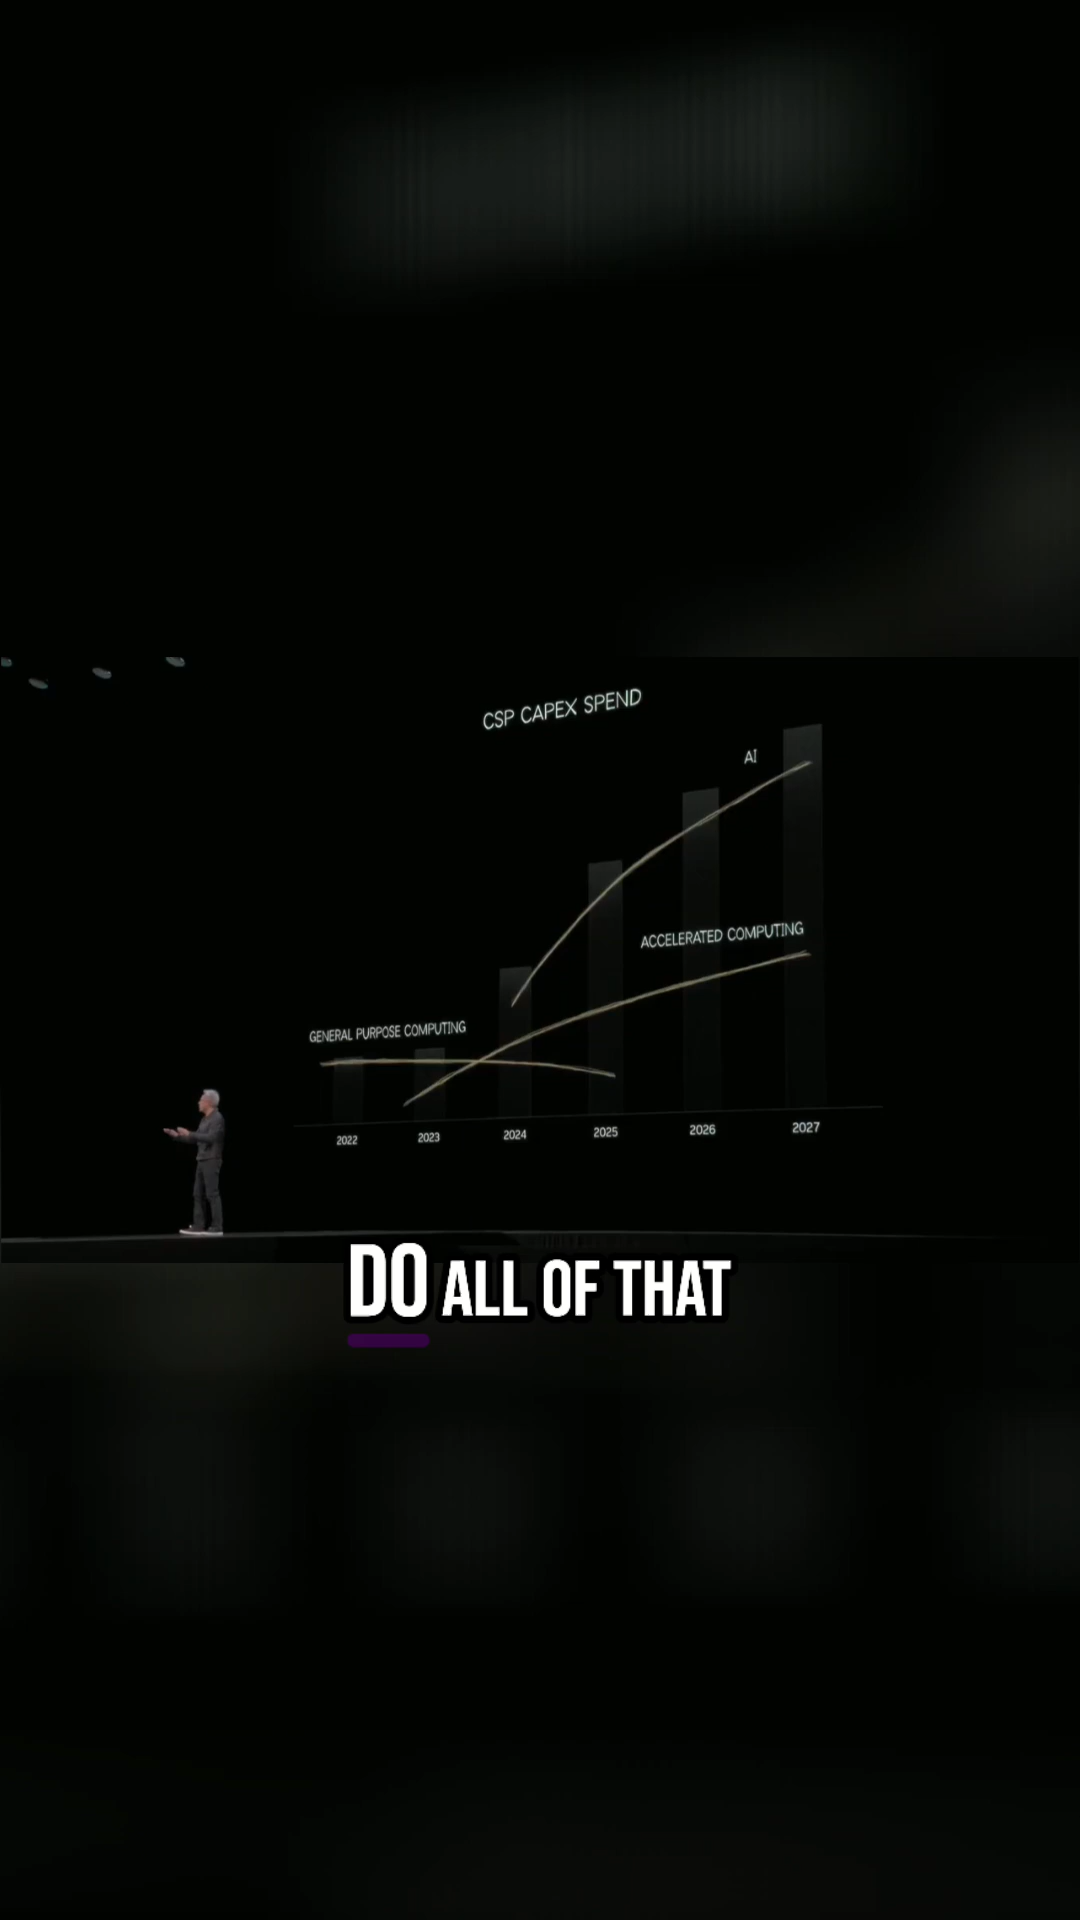 CSP CAPEX SPEND
AI
ACCELERATED COMPUTING
GENERAL PURPOSE COMPUTING
2022 2023 2024 2025 2026 2027
DO ALL OF THAT